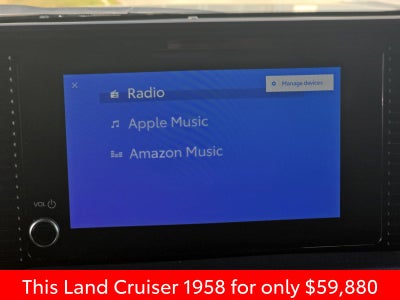 Manage devices
Radio
Apple Music
Amazon Music
VOL
This Land Cruiser 1958 for only $59,880